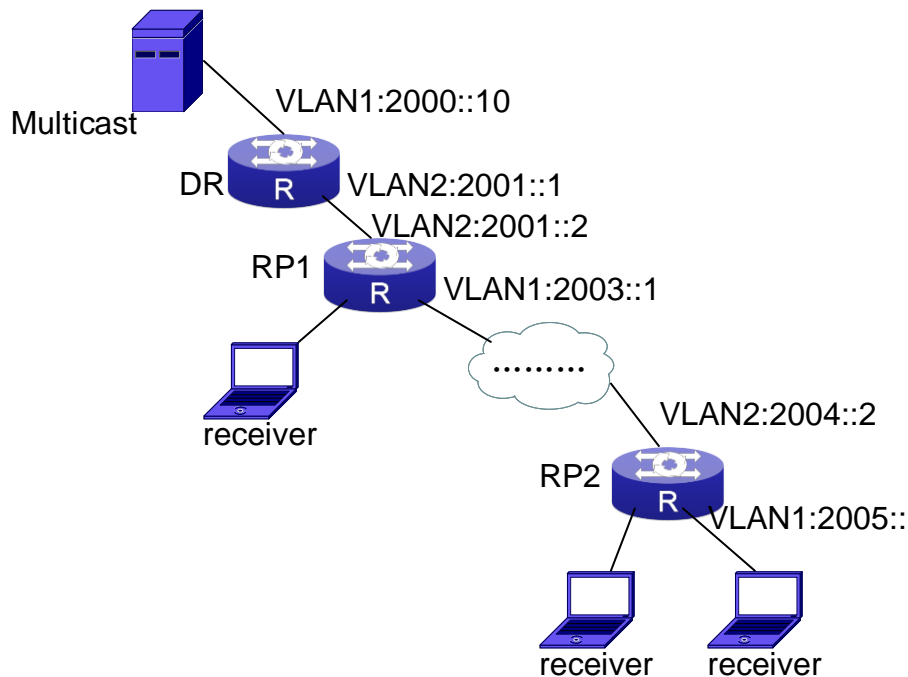 VLAN1:2000::10
Multicast
DR
R
VLAN2:2001::1
VLAN2:2001::2
RP1
R
VLAN1:2003::1
.........
receiver
VLAN2:2004::2
RP2
R
VLAN1:2005::
receiver
receiver